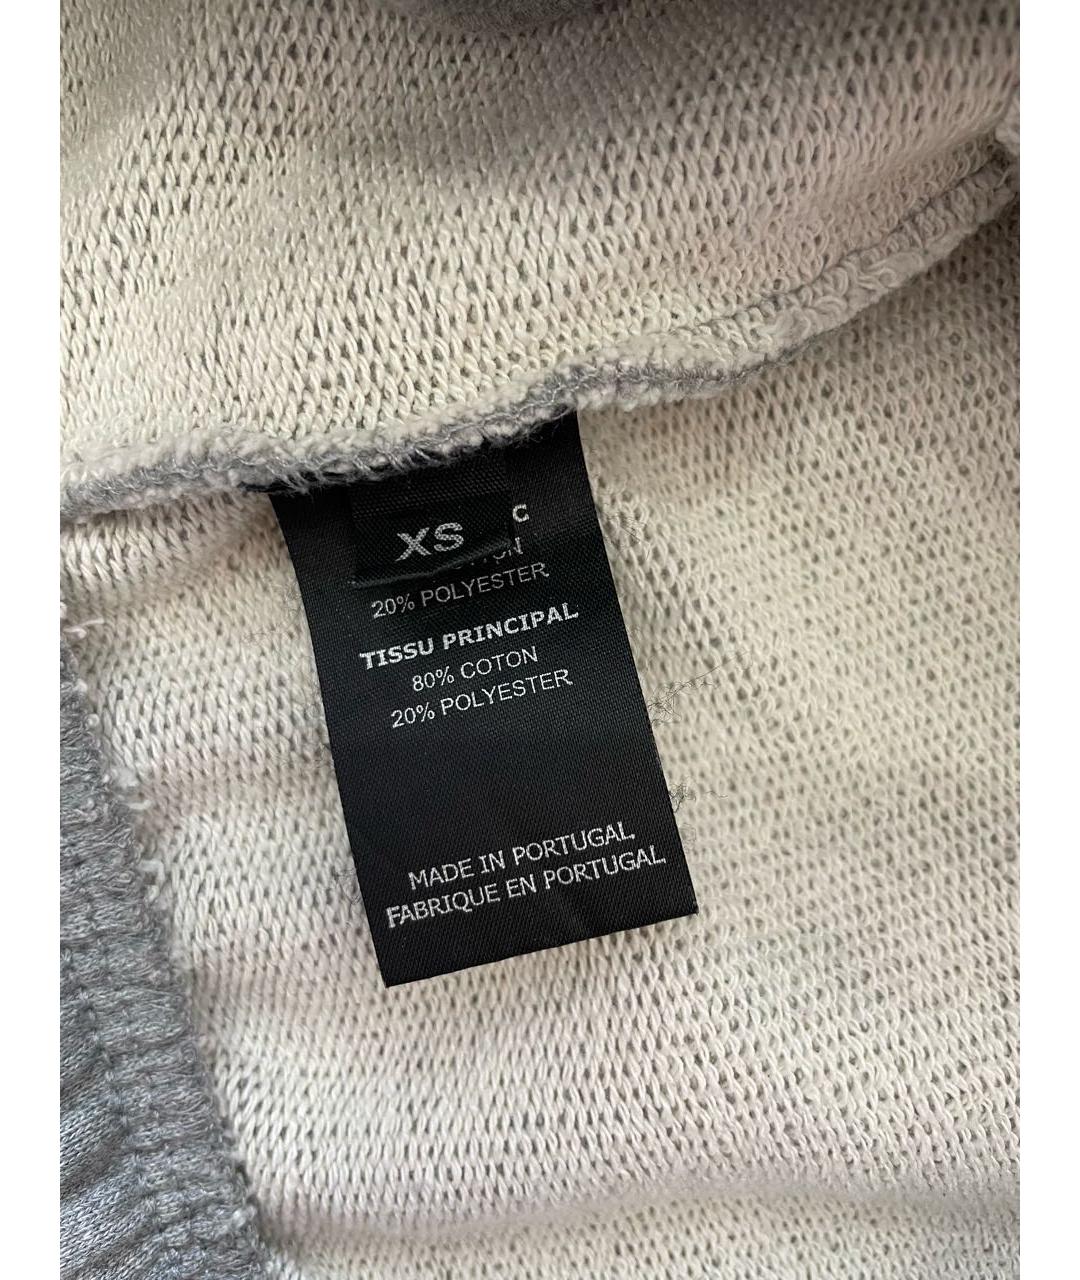 XS
20% POLYESTER
TISSU PRINCIPAL
80% COTON
20% POLYESTER
MADE IN PORTUGAL
FABRIQUE EN PORTUGAL